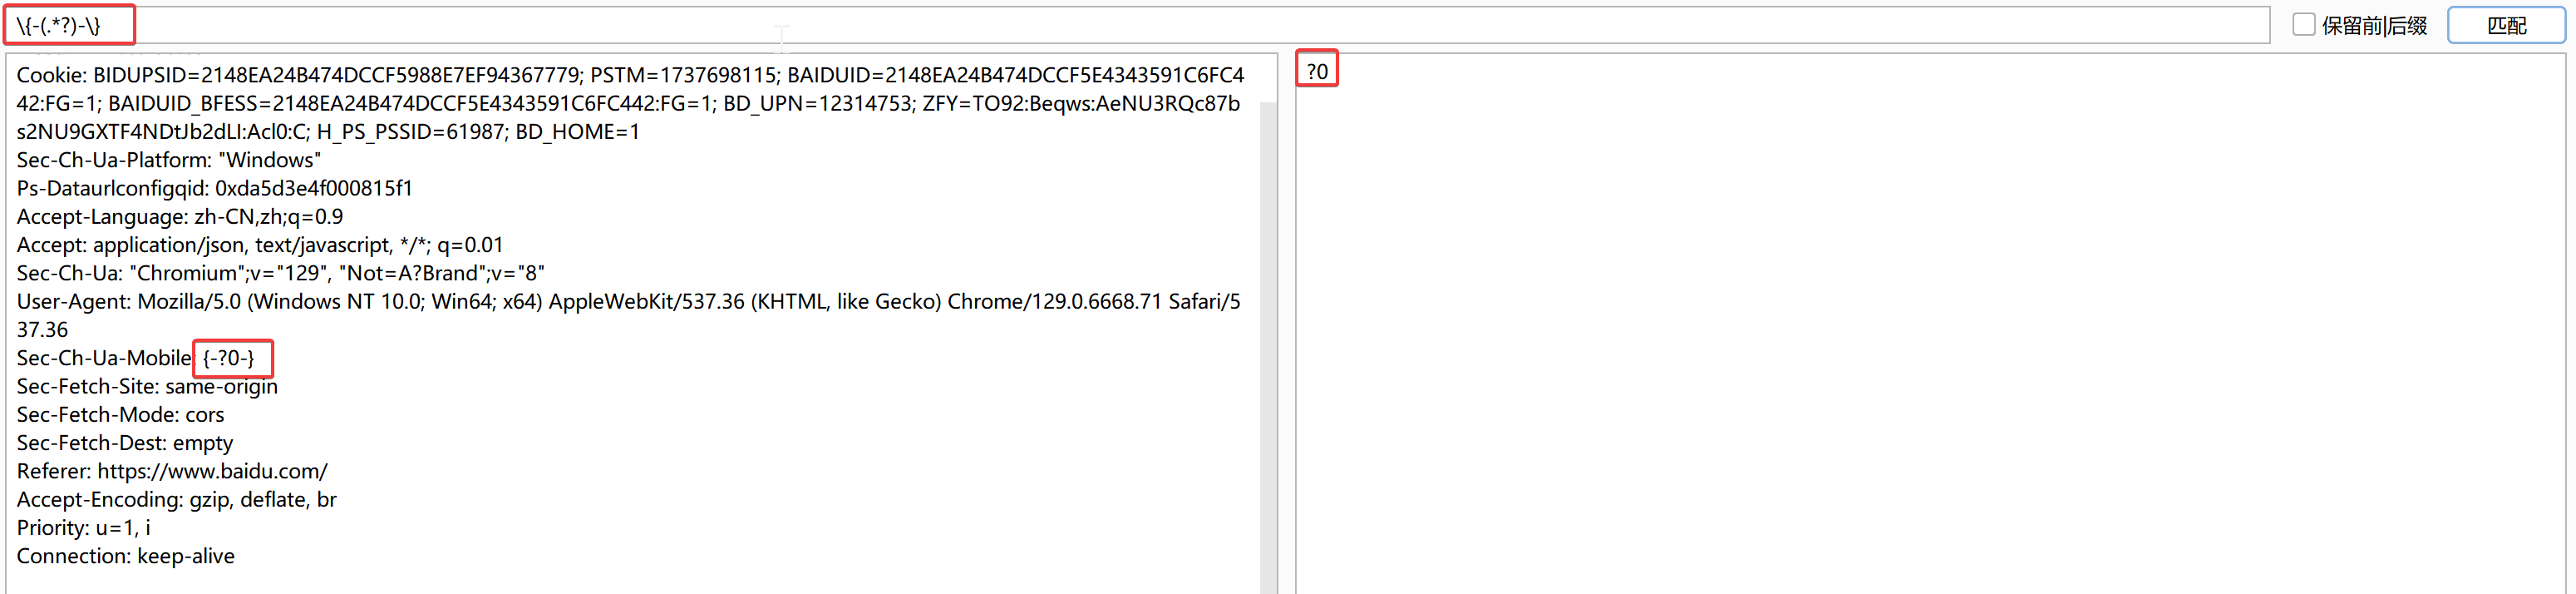 \{-(.*?)-\}
保留前|后缀
匹配
Cookie: BIDUPSID=2148EA24B474DCCF5988E7EF94367779; PSTM=1737698115; BAIDUID=2148EA24B474DCCF5E4343591C6FC4
42:FG=1; BAIDUID_BFESS=2148EA24B474DCCF5E4343591C6FC442:FG=1; BD_UPN=12314753; ZFY=TO92:Beqws:AeNU3RQc87b
s2NU9GXTF4NDtJb2dLI:Acl0:C; H_PS_PSSID=61987; BD_HOME=1
Sec-Ch-Ua-Platform: "Windows"
Ps-Dataurlconfigqid: 0xda5d3e4f000815f1
Accept-Language: zh-CN,zh;q=0.9
Accept: application/json, text/javascript, */*; q=0.01
Sec-Ch-Ua: "Chromium";v="129", "Not=A?Brand";v="8"
User-Agent: Mozilla/5.0 (Windows NT 10.0; Win64; x64) AppleWebKit/537.36 (KHTML, like Gecko) Chrome/129.0.6668.71 Safari/5
37.36
Sec-Ch-Ua-Mobile: {-?0-}
Sec-Fetch-Site: same-origin
Sec-Fetch-Mode: cors
Sec-Fetch-Dest: empty
Referer: https://www.baidu.com/
Accept-Encoding: gzip, deflate, br
Priority: u=1, i
Connection: keep-alive
?0